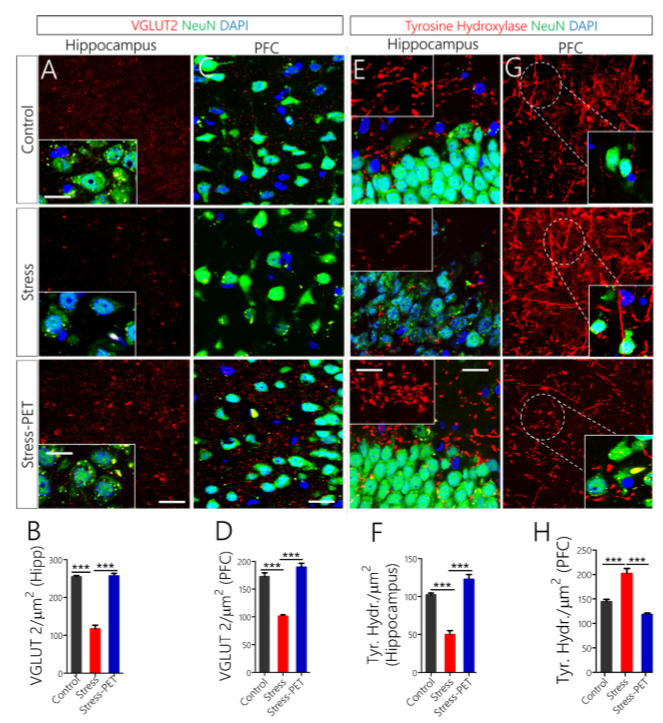 VGLUT2 NeuN DAPI
Tyrosine Hydroxylase NeuN DAPI
Hippocampus
PFC
Hippocampus
PFC
A
C
E
G
Control
Stress
Stress-PET
B
D
F
H
VGLUT 2/µm² (Hipp)
300
200
100
0
***
***
Control
Stress
Stress-PET
VGLUT 2/µm² (PFC)
200
150
100
50
0
***
***
Control
Stress
Stress-PET
Tyr. Hydr./µm²
(Hippocampus)
150
100
50
0
***
***
Control
Stress
Stress-PET
Tyr. Hydr./µm² (PFC)
250
200
150
100
50
0
***
***
Control
Stress
Stress-PET